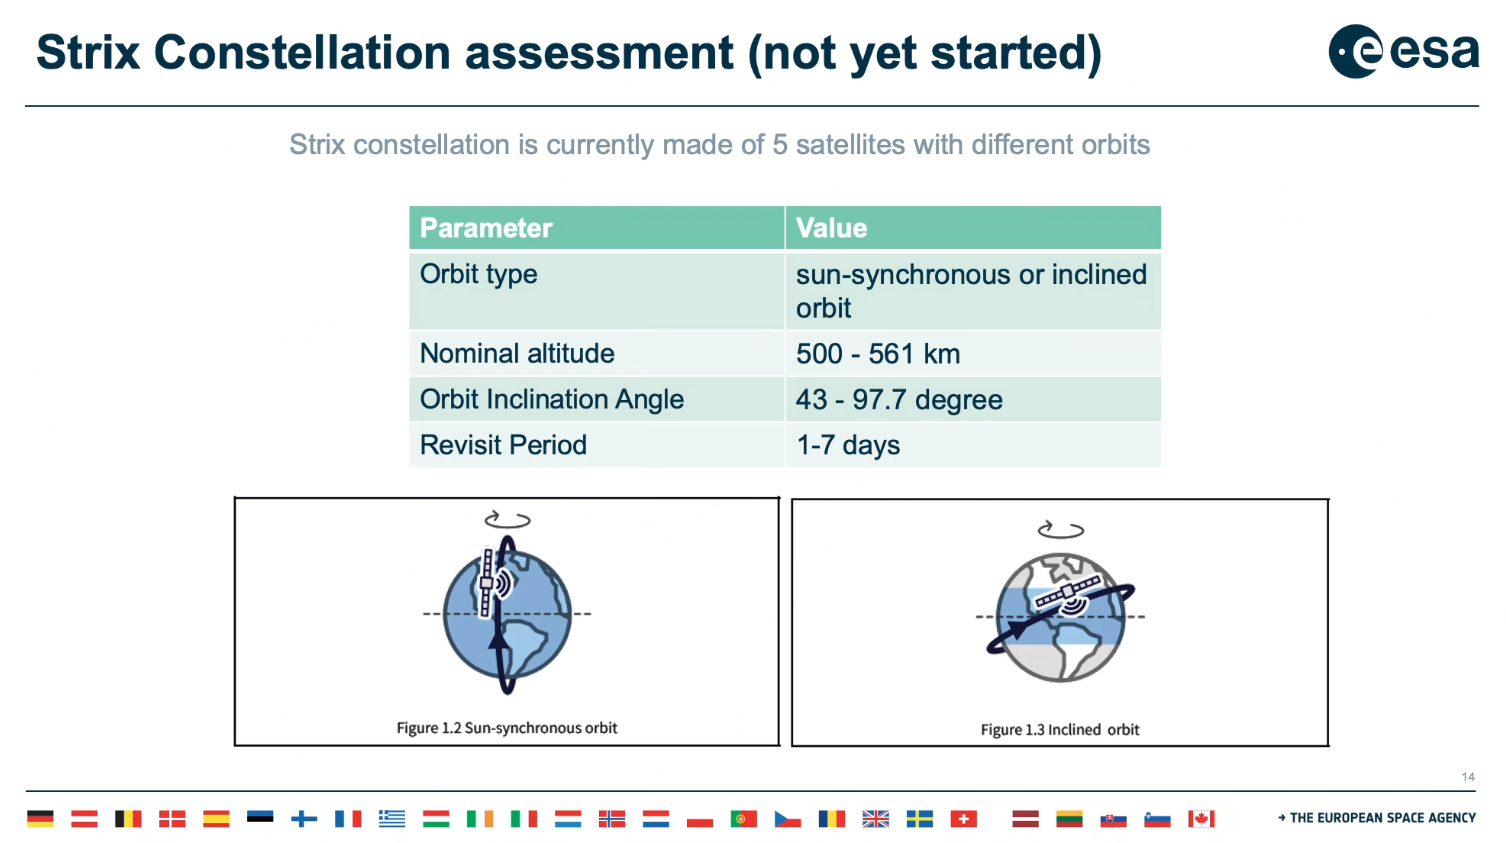 Strix Constellation assessment (not yet started)
esa
Strix constellation is currently made of 5 satellites with different orbits
Parameter Value
Orbit type sun-synchronous or inclined
orbit
Nominal altitude 500 - 561 km
Orbit Inclination Angle 43 - 97.7 degree
Revisit Period 1-7 days
Figure 1.2 Sun-synchronous orbit
Figure 1.3 Inclined orbit
14
→ THE EUROPEAN SPACE AGENCY